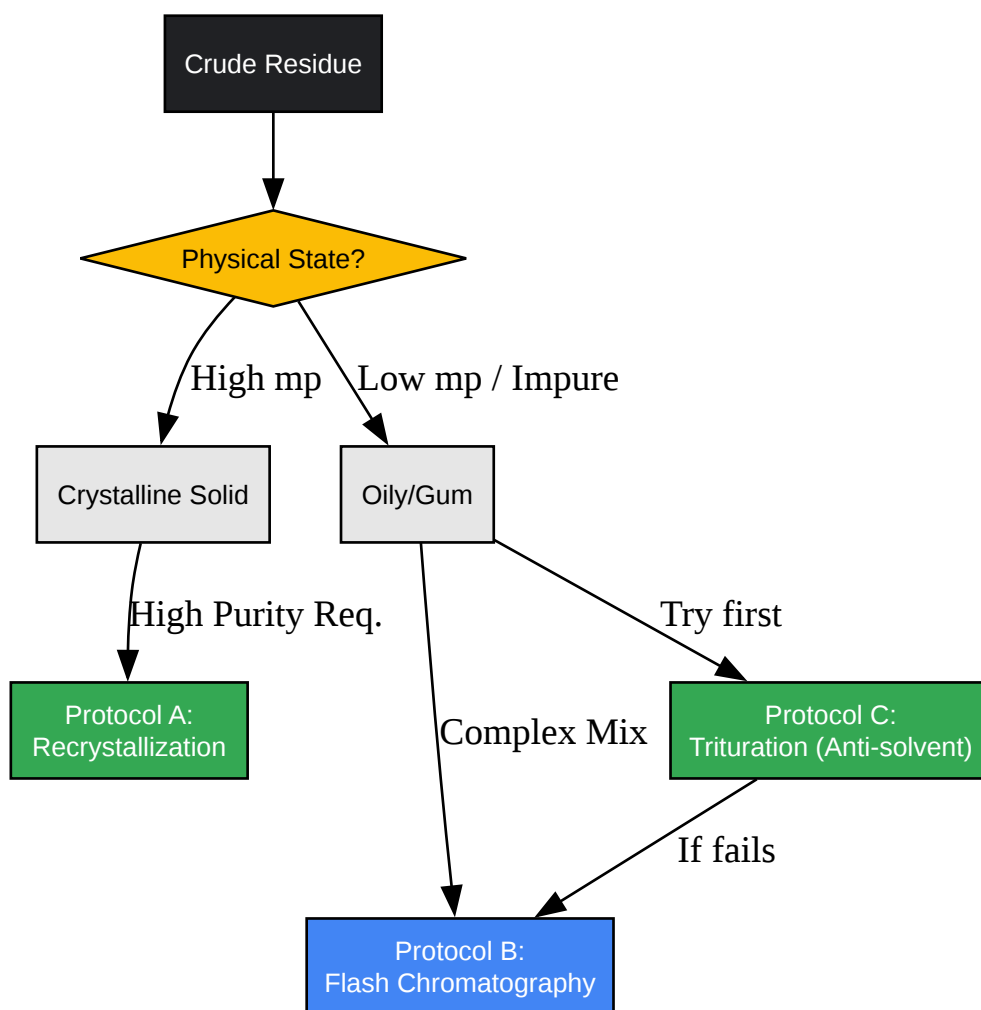 Crude Residue
Physical State?
High mp
Low mp / Impure
Crystalline Solid
Oily/Gum
High Purity Req.
Try first
Protocol A:
Recrystallization
Complex Mix
Protocol C:
Trituration (Anti-solvent)
If fails
Protocol B:
Flash Chromatography